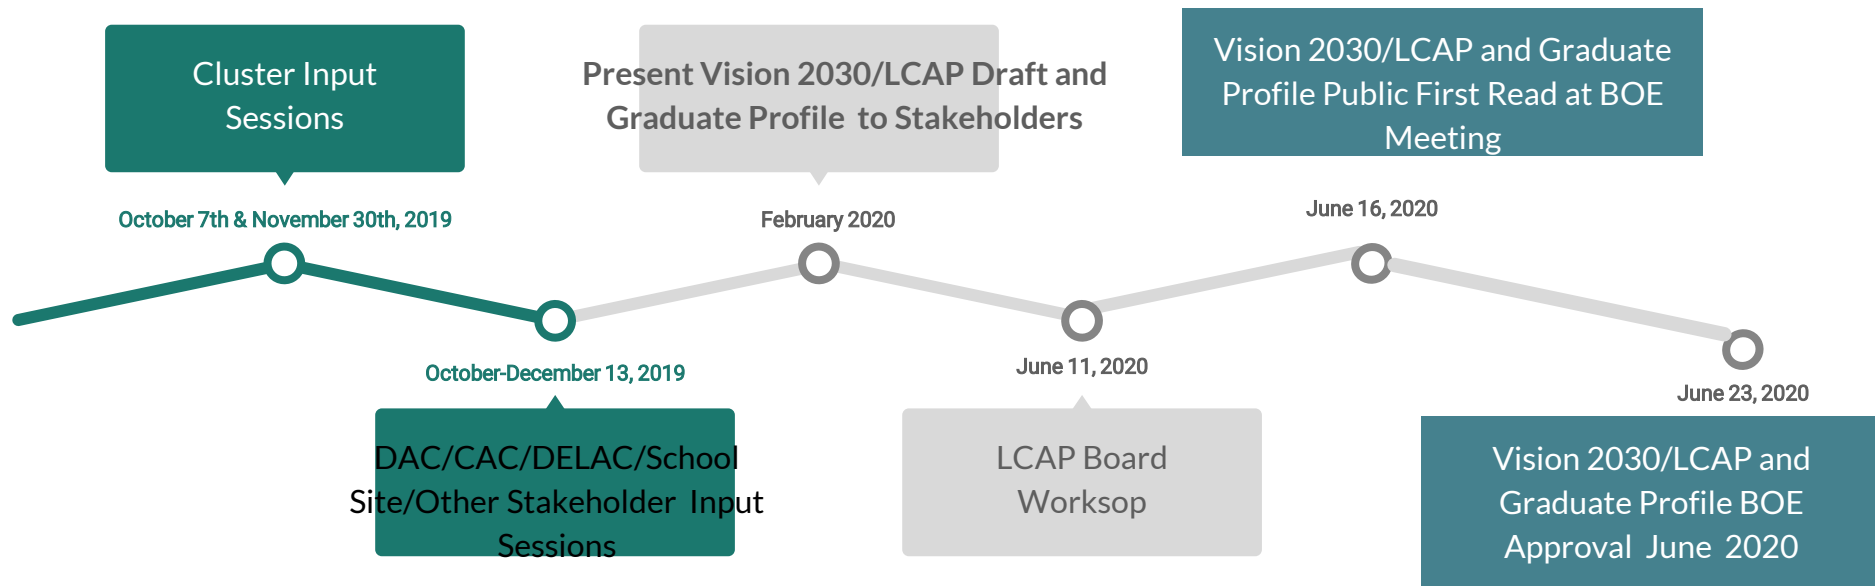 Cluster Input
Sessions
October 7th & November 30th, 2019
DAC/CAC/DELAC/School
Site/Other Stakeholder Input
Sessions
October-December 13, 2019
Present Vision 2030/LCAP Draft and
Graduate Profile to Stakeholders
February 2020
LCAP Board
Worksop
June 11, 2020
Vision 2030/LCAP and Graduate
Profile Public First Read at BOE
Meeting
June 16, 2020
June 23, 2020
Vision 2030/LCAP and
Graduate Profile BOE
Approval June 2020